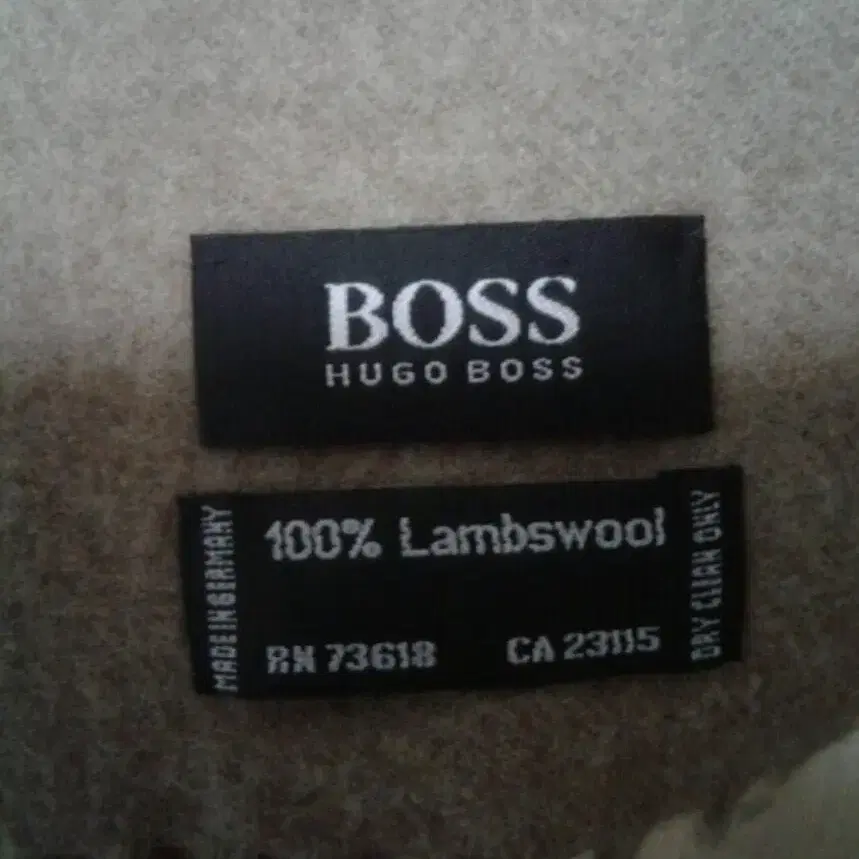 BOSS
HUGO BOSS
MADE IN GERMANY
100% Lambswool
RN 73618 CA 23115
DRY CLEAN ONLY